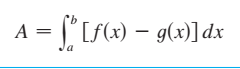 A = ∫_a^b [f(x) − g(x)] dx